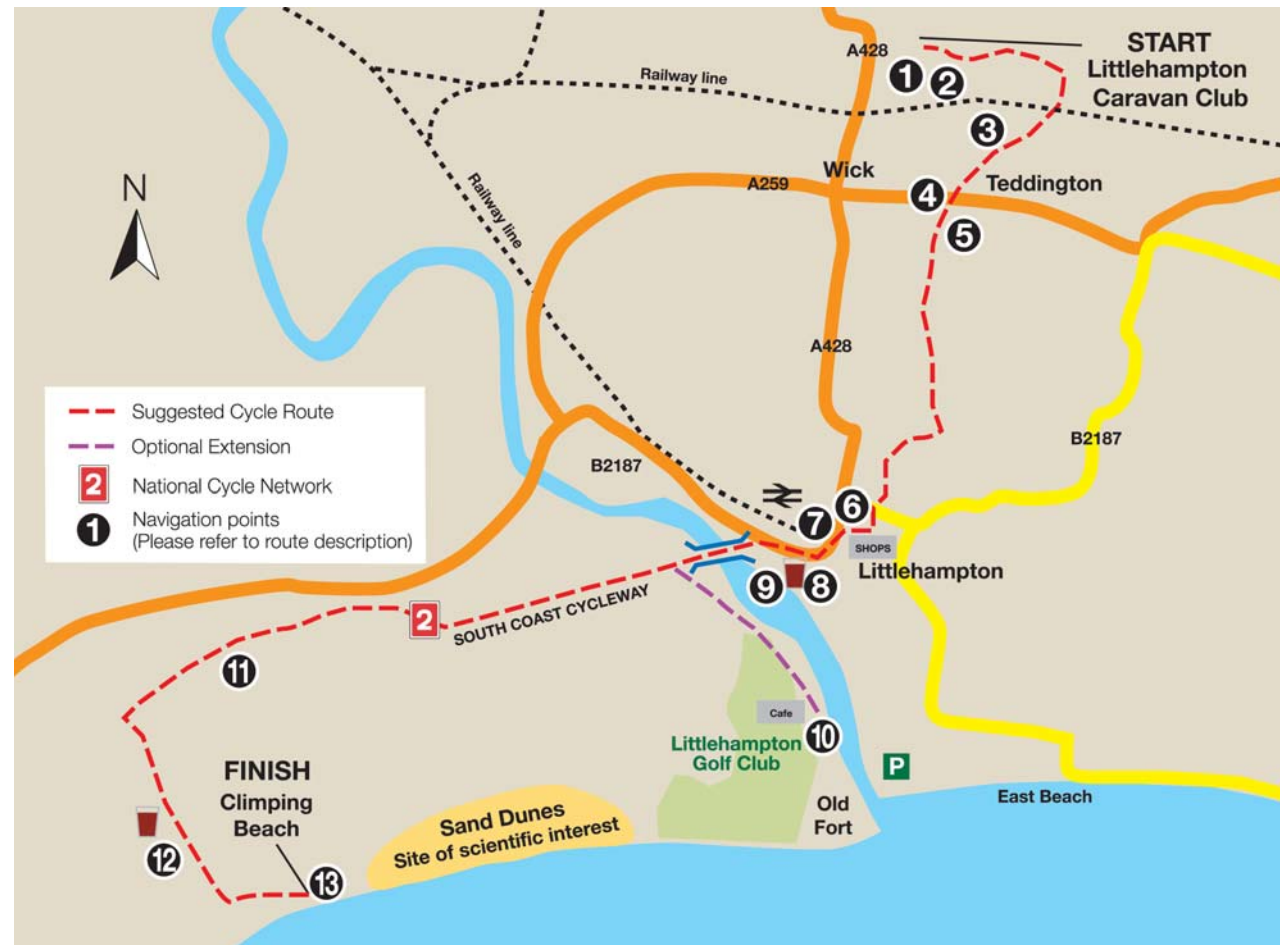 START
Littlehampton
Caravan Club
A428
1
2
Railway line
3
Wick
A259
4
Teddington
5
N
Railway line
A428
B2187
B2187
Suggested Cycle Route
Optional Extension
2 National Cycle Network
1 Navigation points
(Please refer to route description)
6
7
SHOPS
Littlehampton
8
9
2
SOUTH COAST CYCLEWAY
11
Cafe
10
Littlehampton
Golf Club
P
Old
Fort
East Beach
FINISH
Climping
Beach
12
13
Sand Dunes
Site of scientific interest